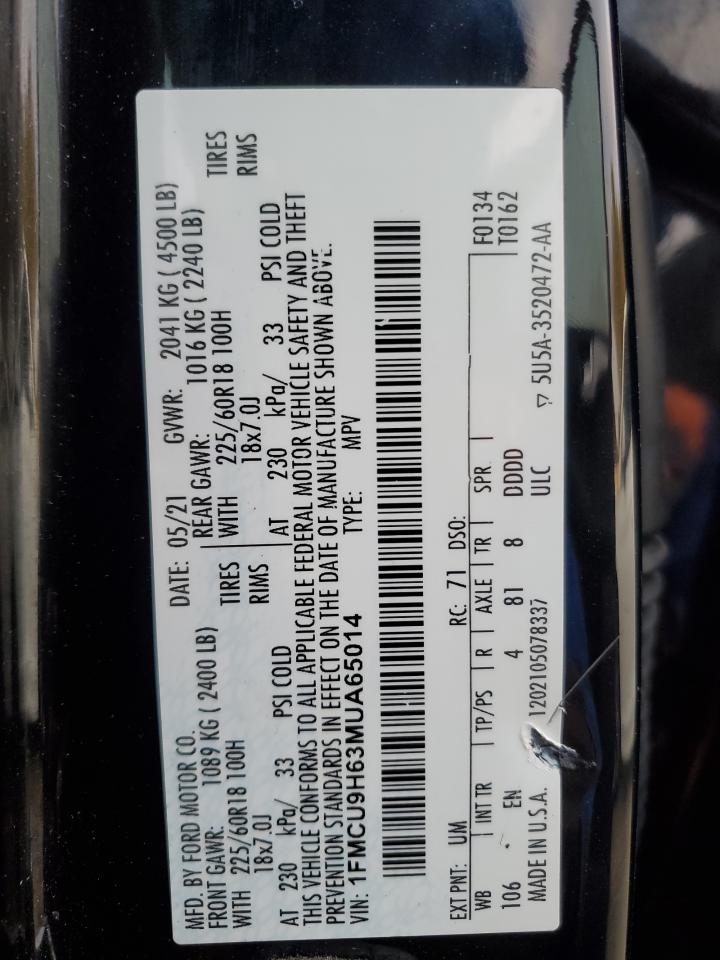 MFD. BY FORD MOTOR CO.
DATE: 05/21 GVWR: 2041 KG ( 4500 LB)
FRONT GAWR: 1089 KG ( 2400 LB) REAR GAWR: 1016 KG ( 2240 LB)
WITH 225/60R18 100H TIRES WITH 225/60R18 100H TIRES
18x7.0J RIMS 18x7.0J RIMS
AT 230 kPa/ 33 PSI COLD AT 230 kPa/ 33 PSI COLD
THIS VEHICLE CONFORMS TO ALL APPLICABLE FEDERAL MOTOR VEHICLE SAFETY AND THEFT
PREVENTION STANDARDS IN EFFECT ON THE DATE OF MANUFACTURE SHOWN ABOVE.
VIN: 1FMCU9H63MUA65014 TYPE: MPV
EXT PNT: UM RC: 71 DSO:
WB INT TR TP/PS R AXLE TR SPR F0134
106 EN 4 81 8 DDDD T0162
MADE IN U.S.A. 1202105078337 ULC ▽ 5U5A-3520472-AA